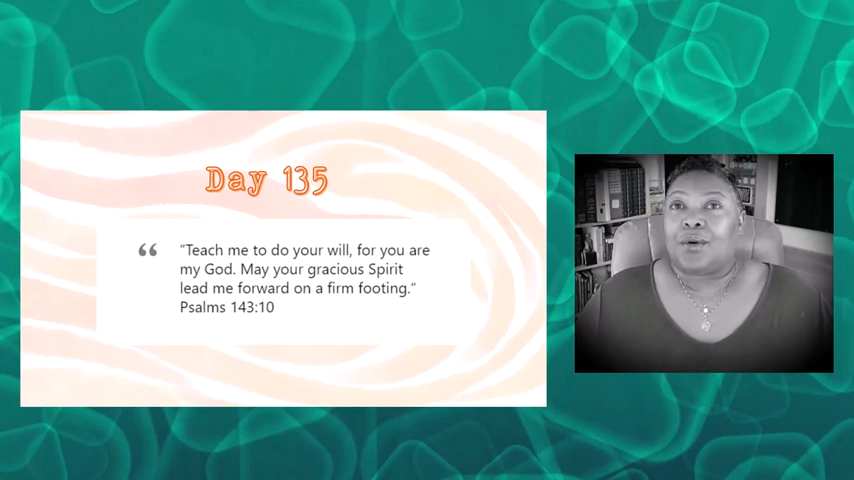 Day 135
“
"Teach me to do your will, for you are
my God. May your gracious Spirit
lead me forward on a firm footing."
Psalms 143:10